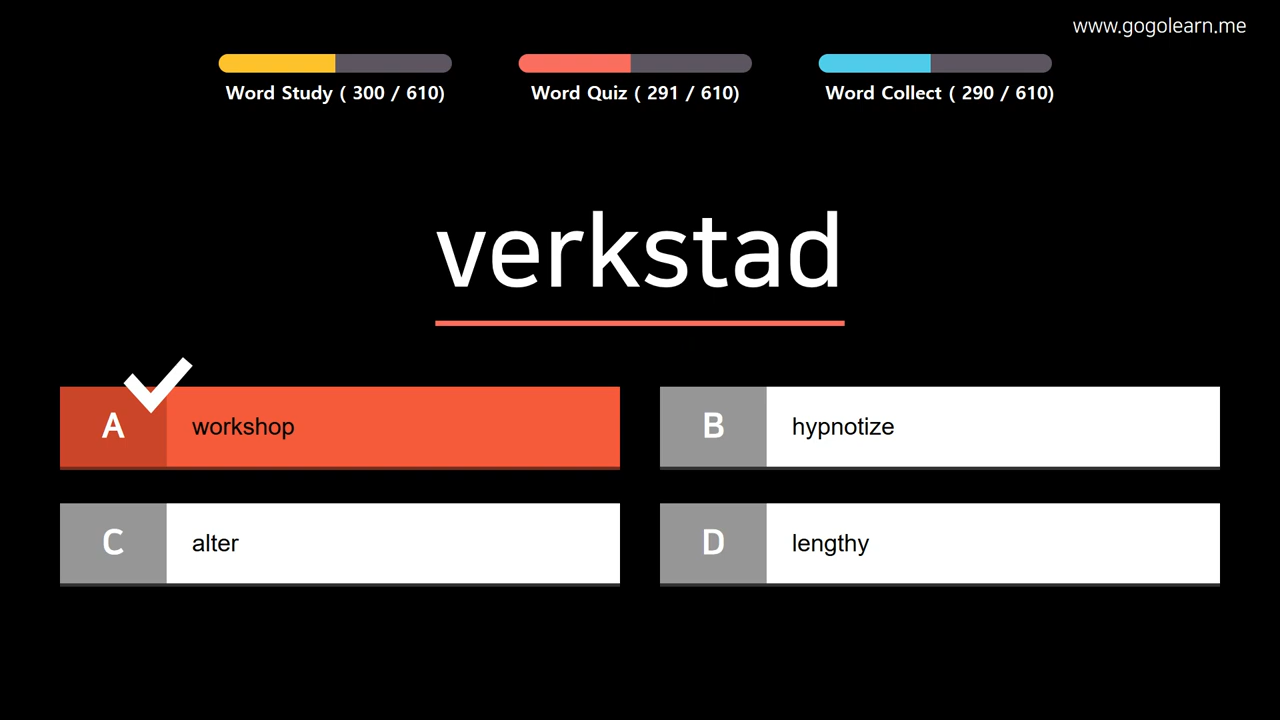 www.gogolearn.me
Word Study ( 300 / 610)
Word Quiz ( 291 / 610)
Word Collect ( 290 / 610)
verkstad
A workshop
B hypnotize
C alter
D lengthy